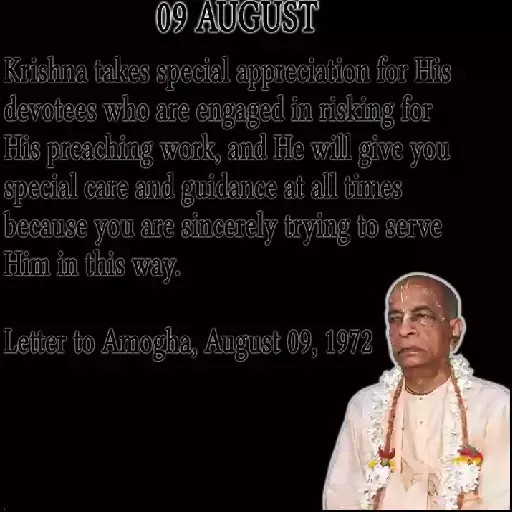 09 AUGUST
Krishna takes special appreciation for His
devotees who are engaged in risking for
His preaching work, and He will give you
special care and guidance at all times
because you are sincerely trying to serve
Him in this way.
Letter to Amogha, August 09, 1972